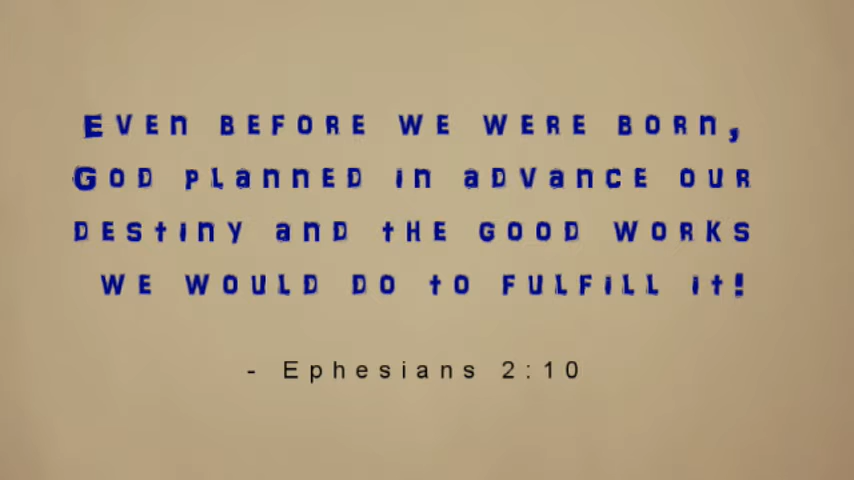 Even before we were born,
God planned in advance our
destiny and the good works
we would do to fulfill it!
- Ephesians 2:10